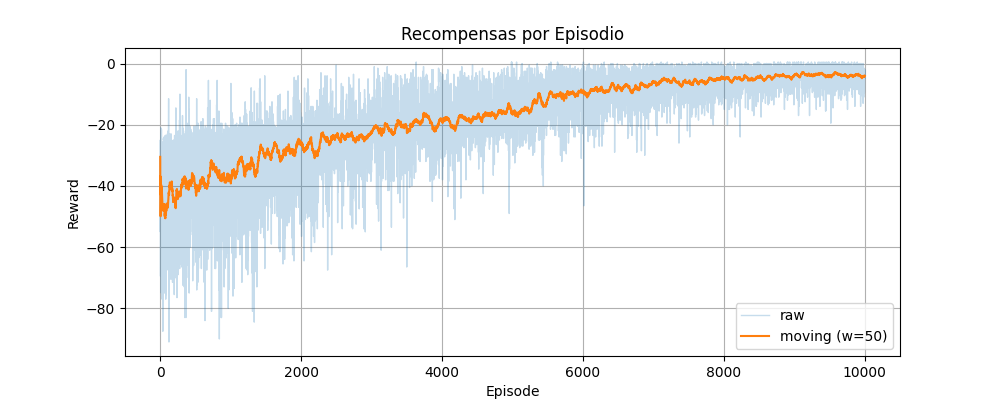 Recompensas por Episodio
Reward
0
−20
−40
−60
−80
0
2000
4000
6000
8000
10000
Episode
raw
moving (w=50)